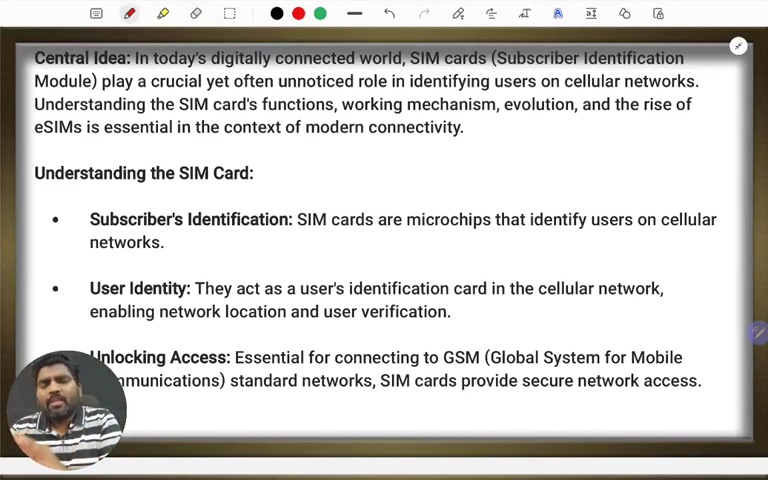 Central Idea: In today's digitally connected world, SIM cards (Subscriber Identification
Module) play a crucial yet often unnoticed role in identifying users on cellular networks.
Understanding the SIM card's functions, working mechanism, evolution, and the rise of
eSIMs is essential in the context of modern connectivity.
Understanding the SIM Card:
• Subscriber's Identification: SIM cards are microchips that identify users on cellular
networks.
• User Identity: They act as a user's identification card in the cellular network,
enabling network location and user verification.
Unlocking Access: Essential for connecting to GSM (Global System for Mobile
mmunications) standard networks, SIM cards provide secure network access.